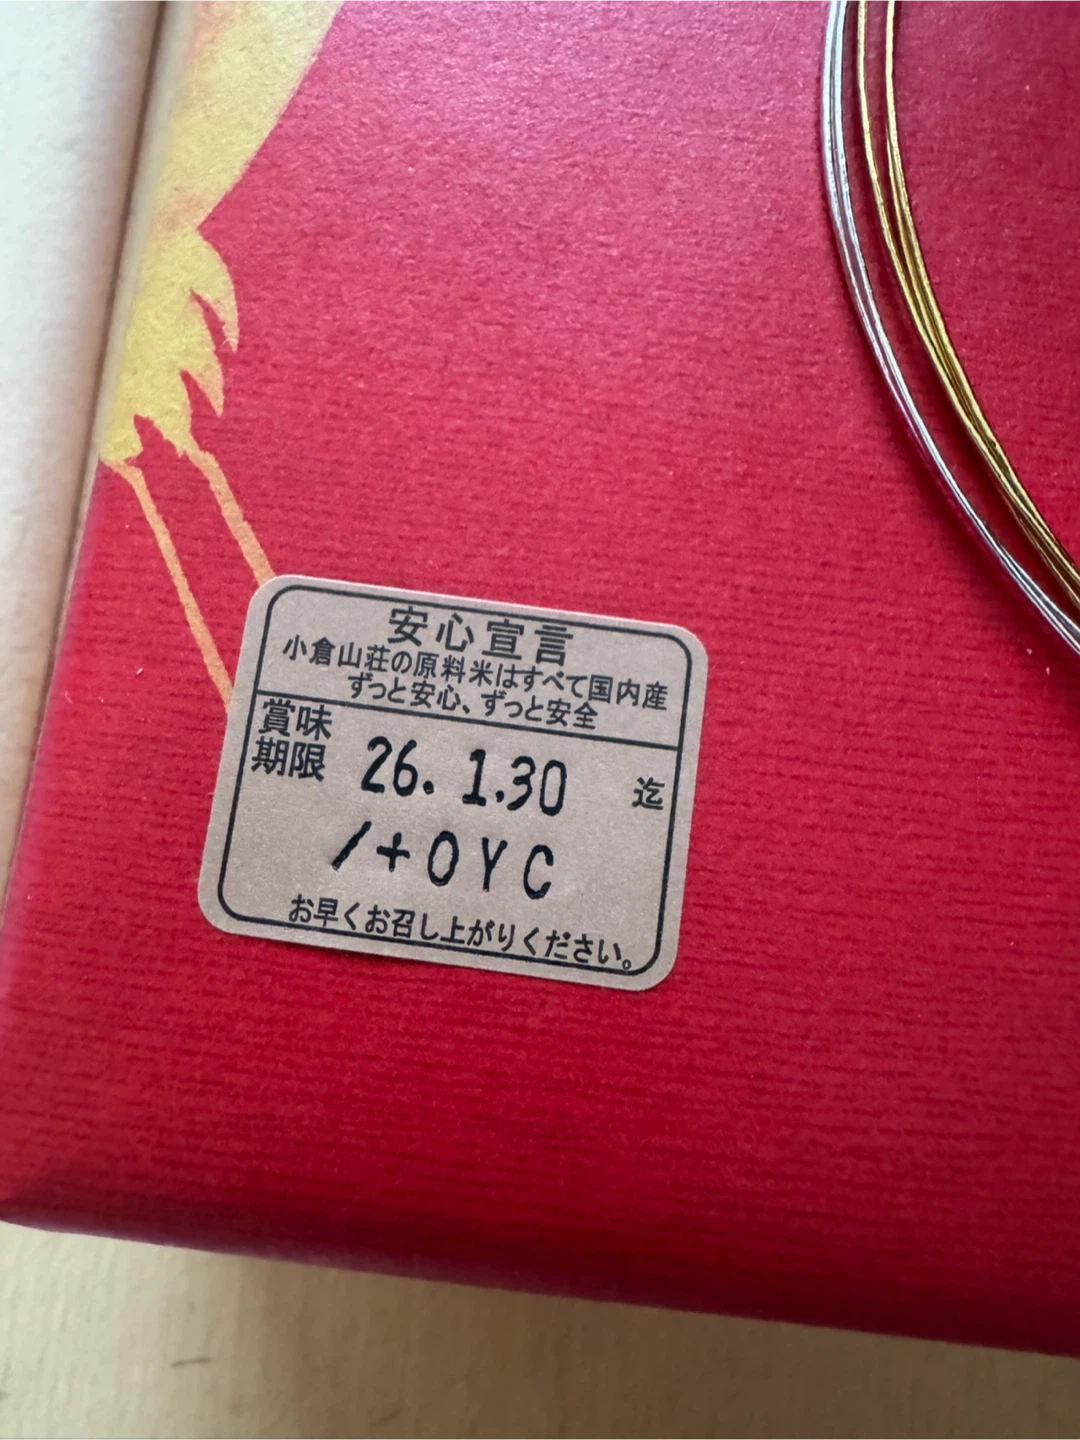 安心宣言
小倉山荘の原料米はすべて国内産
ずっと安心、ずっと安全
賞味期限 26. 1.30 迄
/+OYC
お早くお召し上がりください。